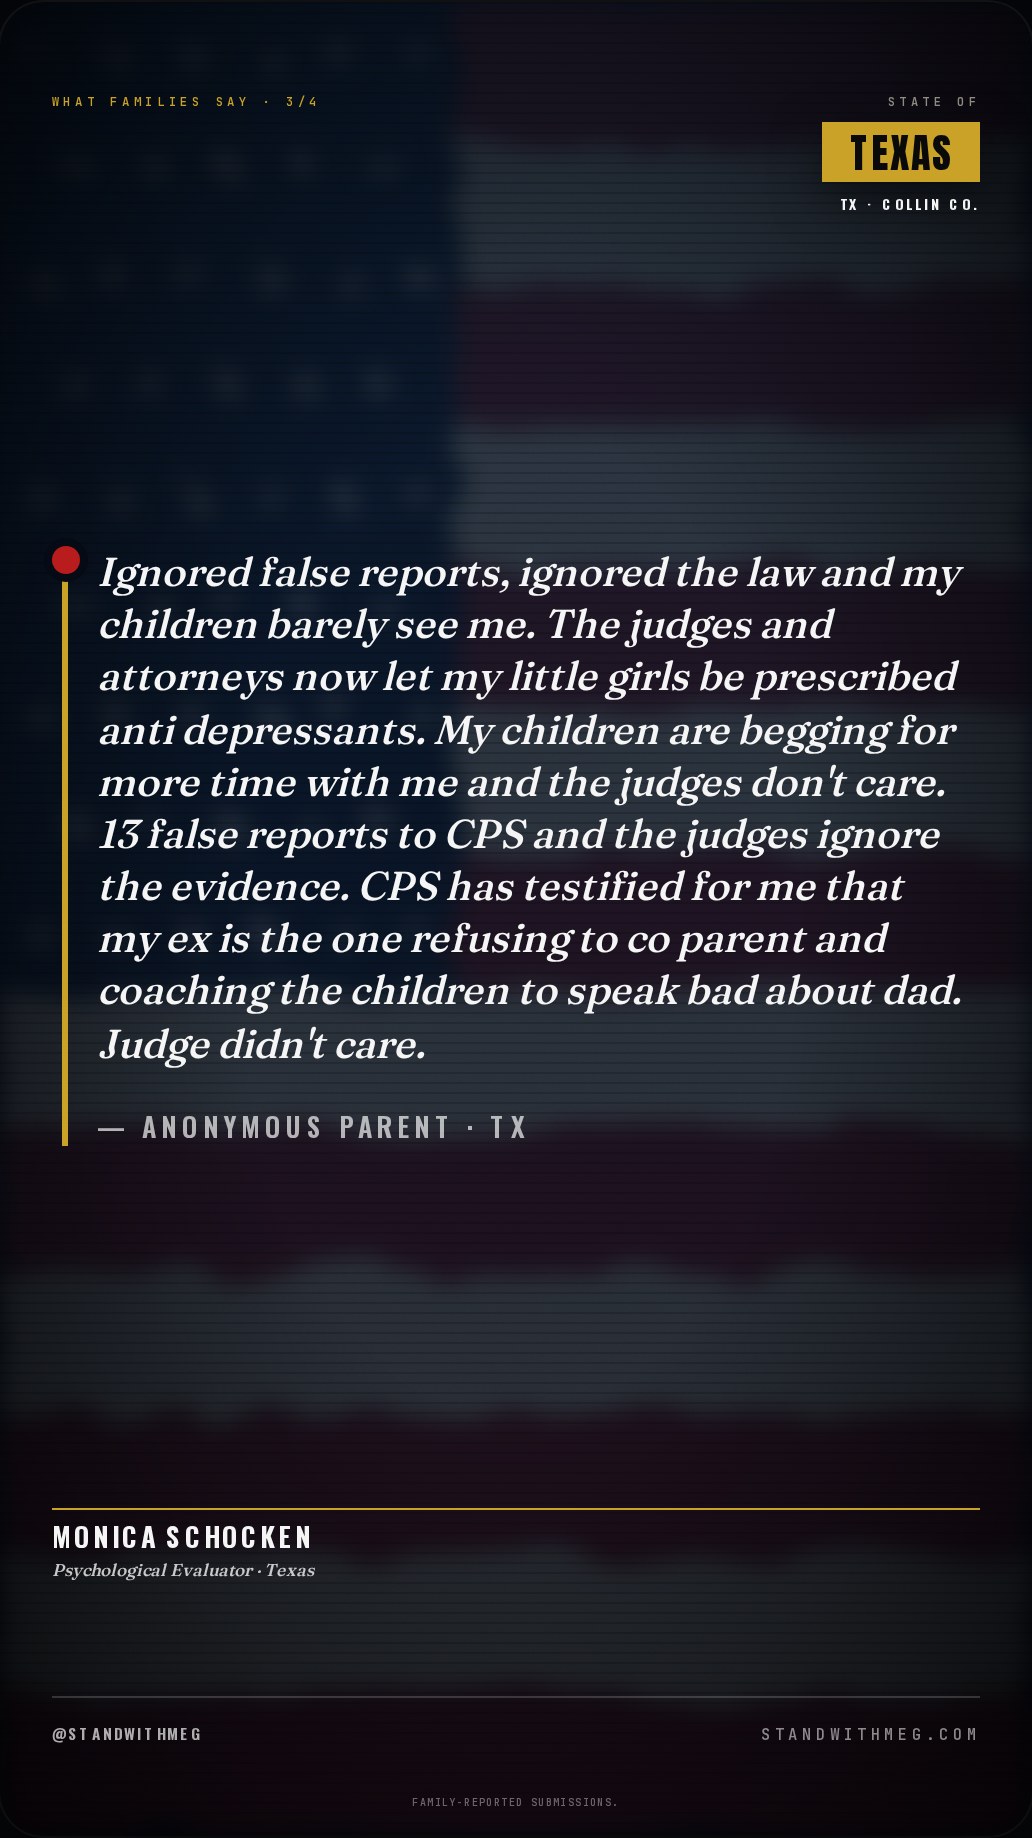 WHAT FAMILIES SAY · 3/4
STATE OF
TEXAS
TX · COLLIN CO.
Ignored false reports, ignored the law and my
children barely see me. The judges and
attorneys now let my little girls be prescribed
anti depressants. My children are begging for
more time with me and the judges don't care.
13 false reports to CPS and the judges ignore
the evidence. CPS has testified for me that
my ex is the one refusing to co parent and
coaching the children to speak bad about dad.
Judge didn't care.
— ANONYMOUS PARENT · TX
MONICA SCHOCKEN
Psychological Evaluator · Texas
@STANDWITHMEG
STANDWITHMEG.COM
FAMILY-REPORTED SUBMISSIONS.